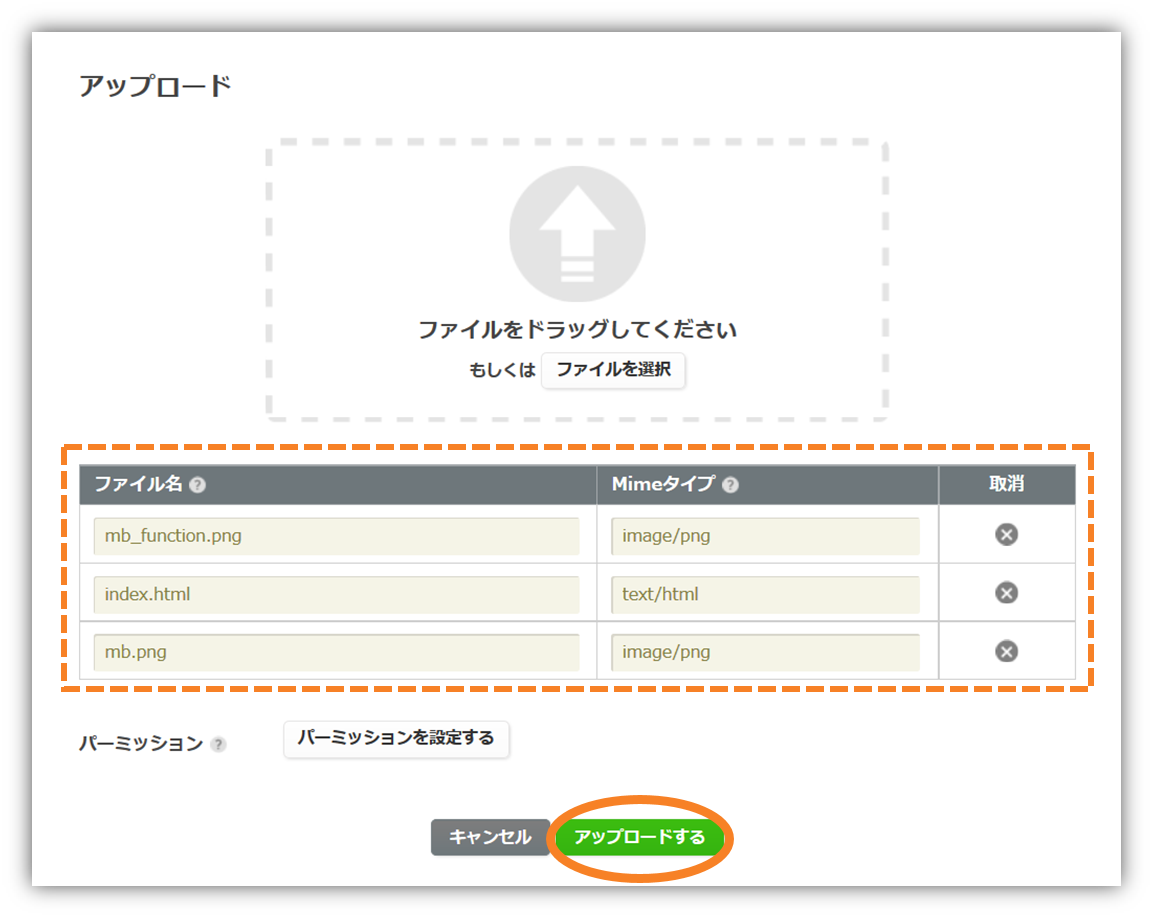 アップロード
ファイルをドラッグしてください
もしくは ファイルを選択
ファイル名 ? Mimeタイプ ? 取消
mb_function.png image/png
index.html text/html
mb.png image/png
パーミッション ? パーミッションを設定する
キャンセル アップロードする